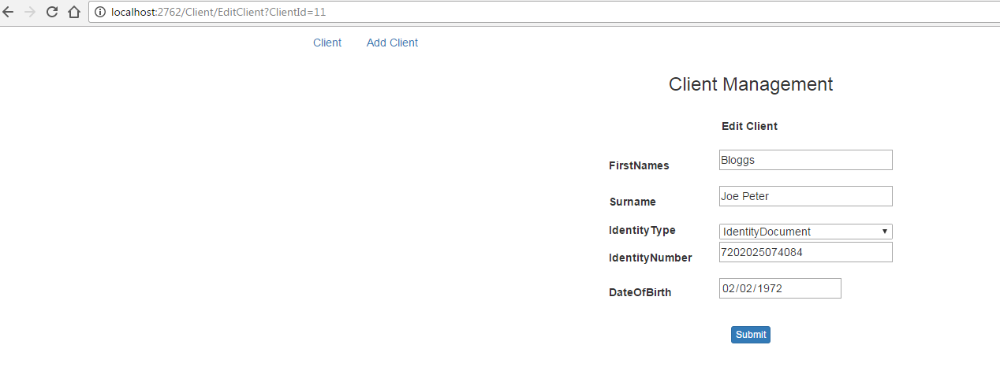 localhost:2762/Client/EditClient?ClientId=11
Client Add Client
Client Management
Edit Client
FirstNames Bloggs
Surname Joe Peter
IdentityType IdentityDocument
IdentityNumber 7202025074084
DateOfBirth 02/02/1972
Submit